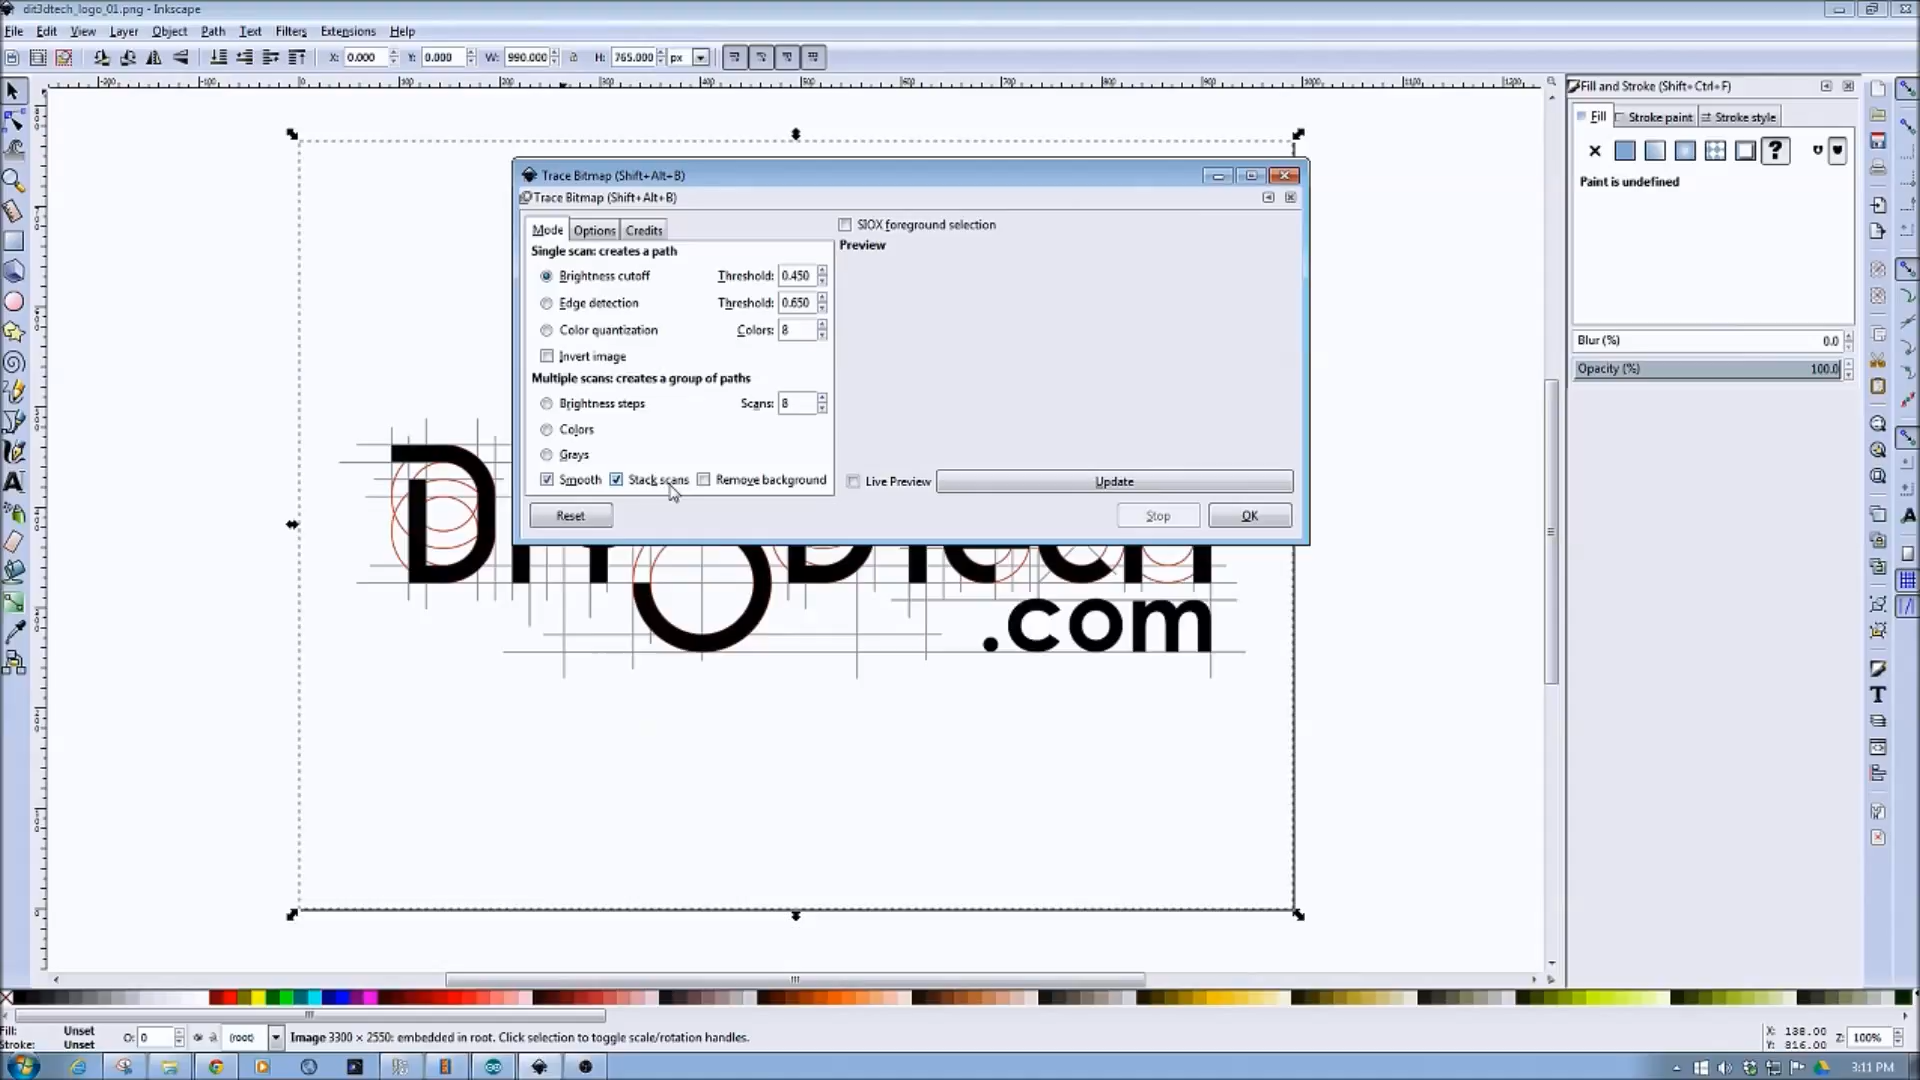 dit3dtech_logo_01.png - Inkscape
File Edit View Layer Object Path Text Filters Extensions Help
X: 0.000 Y: 0.000 W: 990.000 H: 765.000 px
Fill and Stroke (Shift+Ctrl+F)
Fill Stroke paint Stroke style
?
Paint is undefined
Blur (%) 0.0
Opacity (%) 100.0
Trace Bitmap (Shift+Alt+B)
Trace Bitmap (Shift+Alt+B)
Mode Options Credits
SIOX foreground selection
Single scan: creates a path
Preview
Brightness cutoff Threshold: 0.450
Edge detection Threshold: 0.650
Color quantization Colors: 8
Invert image
Multiple scans: creates a group of paths
Brightness steps Scans: 8
Colors
Grays
Smooth Stack scans Remove background
Live Preview Update
Reset Stop OK
.com
Fill: Unset
Stroke: Unset
O: 0 (root) Image 3300 × 2550: embedded in root. Click selection to toggle scale/rotation handles.
X: 138.00
Y: 816.00
Z: 100%
3:11 PM